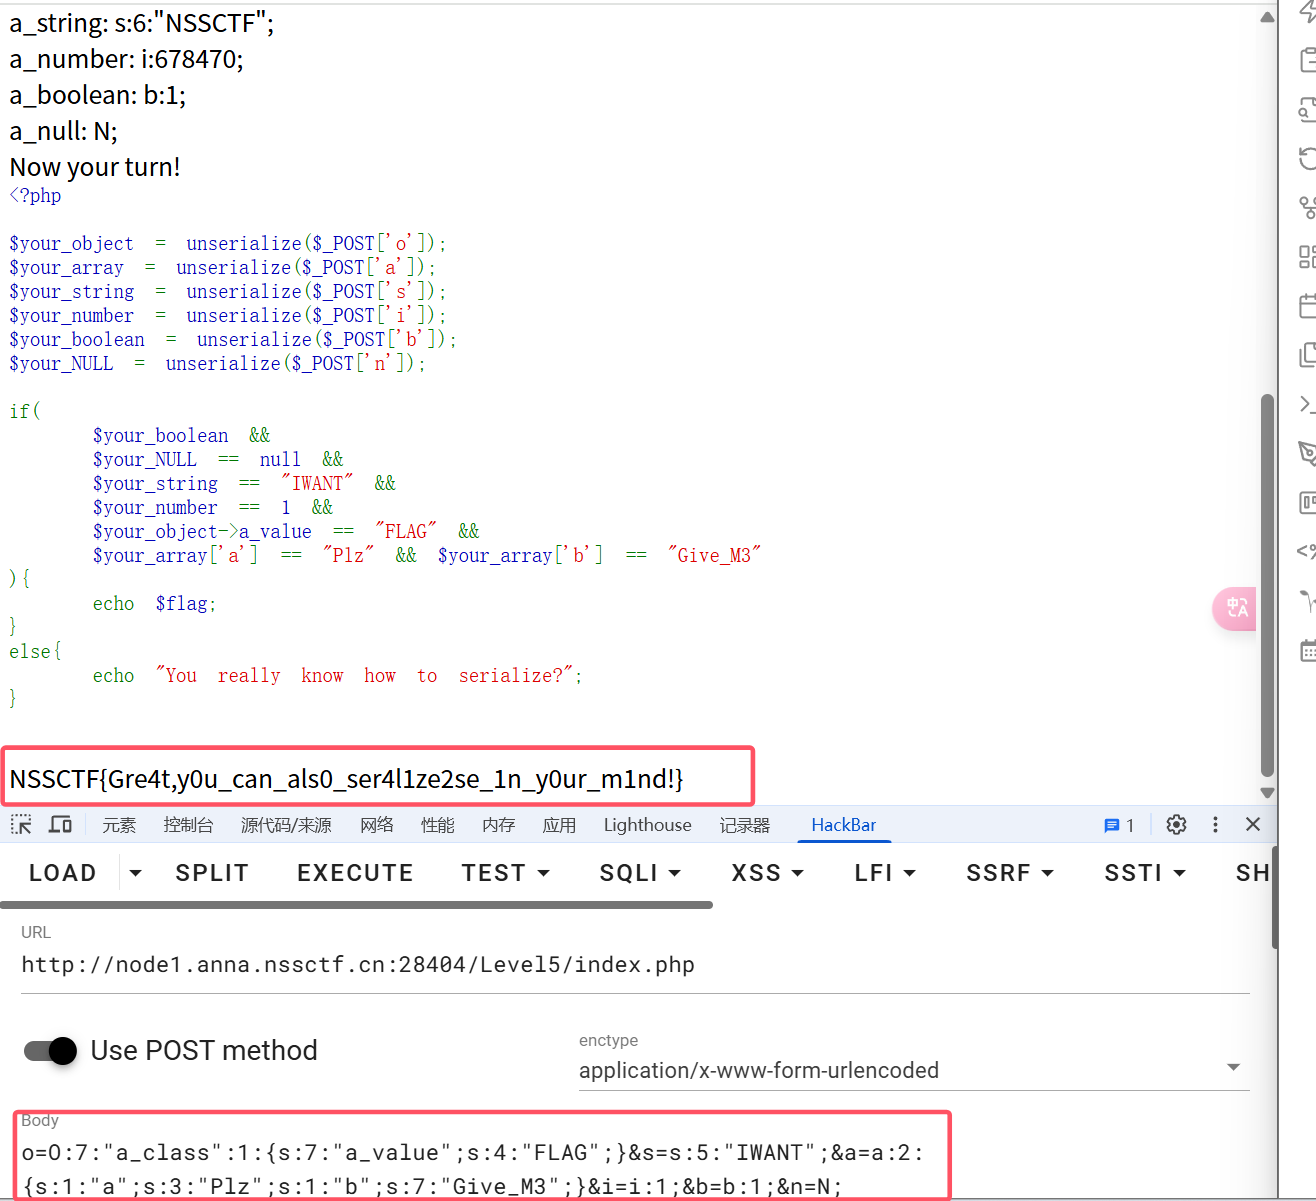 a_string: s:6:"NSSCTF";
a_number: i:678470;
a_boolean: b:1;
a_null: N;
Now your turn!
<?php
$your_object = unserialize($_POST['o']);
$your_array = unserialize($_POST['a']);
$your_string = unserialize($_POST['s']);
$your_number = unserialize($_POST['i']);
$your_boolean = unserialize($_POST['b']);
$your_NULL = unserialize($_POST['n']);
if(
$your_boolean &&
$your_NULL == null &&
$your_string == "IWANT" &&
$your_number == 1 &&
$your_object->a_value == "FLAG" &&
$your_array['a'] == "Plz" && $your_array['b'] == "Give_M3"
){
echo $flag;
}
else{
echo "You really know how to serialize?";
}
NSSCTF{Gre4t,y0u_can_als0_ser4l1ze2se_1n_y0ur_m1nd!}
元素 控制台 源代码/来源 网络 性能 内存 应用 Lighthouse 记录器 HackBar 1
LOAD SPLIT EXECUTE TEST SQLI XSS LFI SSRF SSTI SH
URL
http://node1.anna.nssctf.cn:28404/Level5/index.php
Use POST method
enctype
application/x-www-form-urlencoded
Body
o=O:7:"a_class":1:{s:7:"a_value";s:4:"FLAG";}&s=s:5:"IWANT";&a=a:2:
{s:1:"a";s:3:"Plz";s:1:"b";s:7:"Give_M3";}&i=i:1;&b=b:1;&n=N;